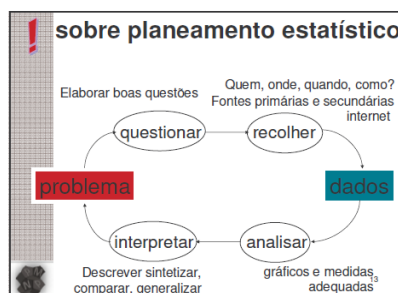 ! sobre planeamento estatístico
Elaborar boas questões
Quem, onde, quando, como?
Fontes primárias e secundárias
internet
questionar
recolher
problema
dados
interpretar
analisar
Descrever sintetizar,
comparar, generalizar
gráficos e medidas
adequadas
13